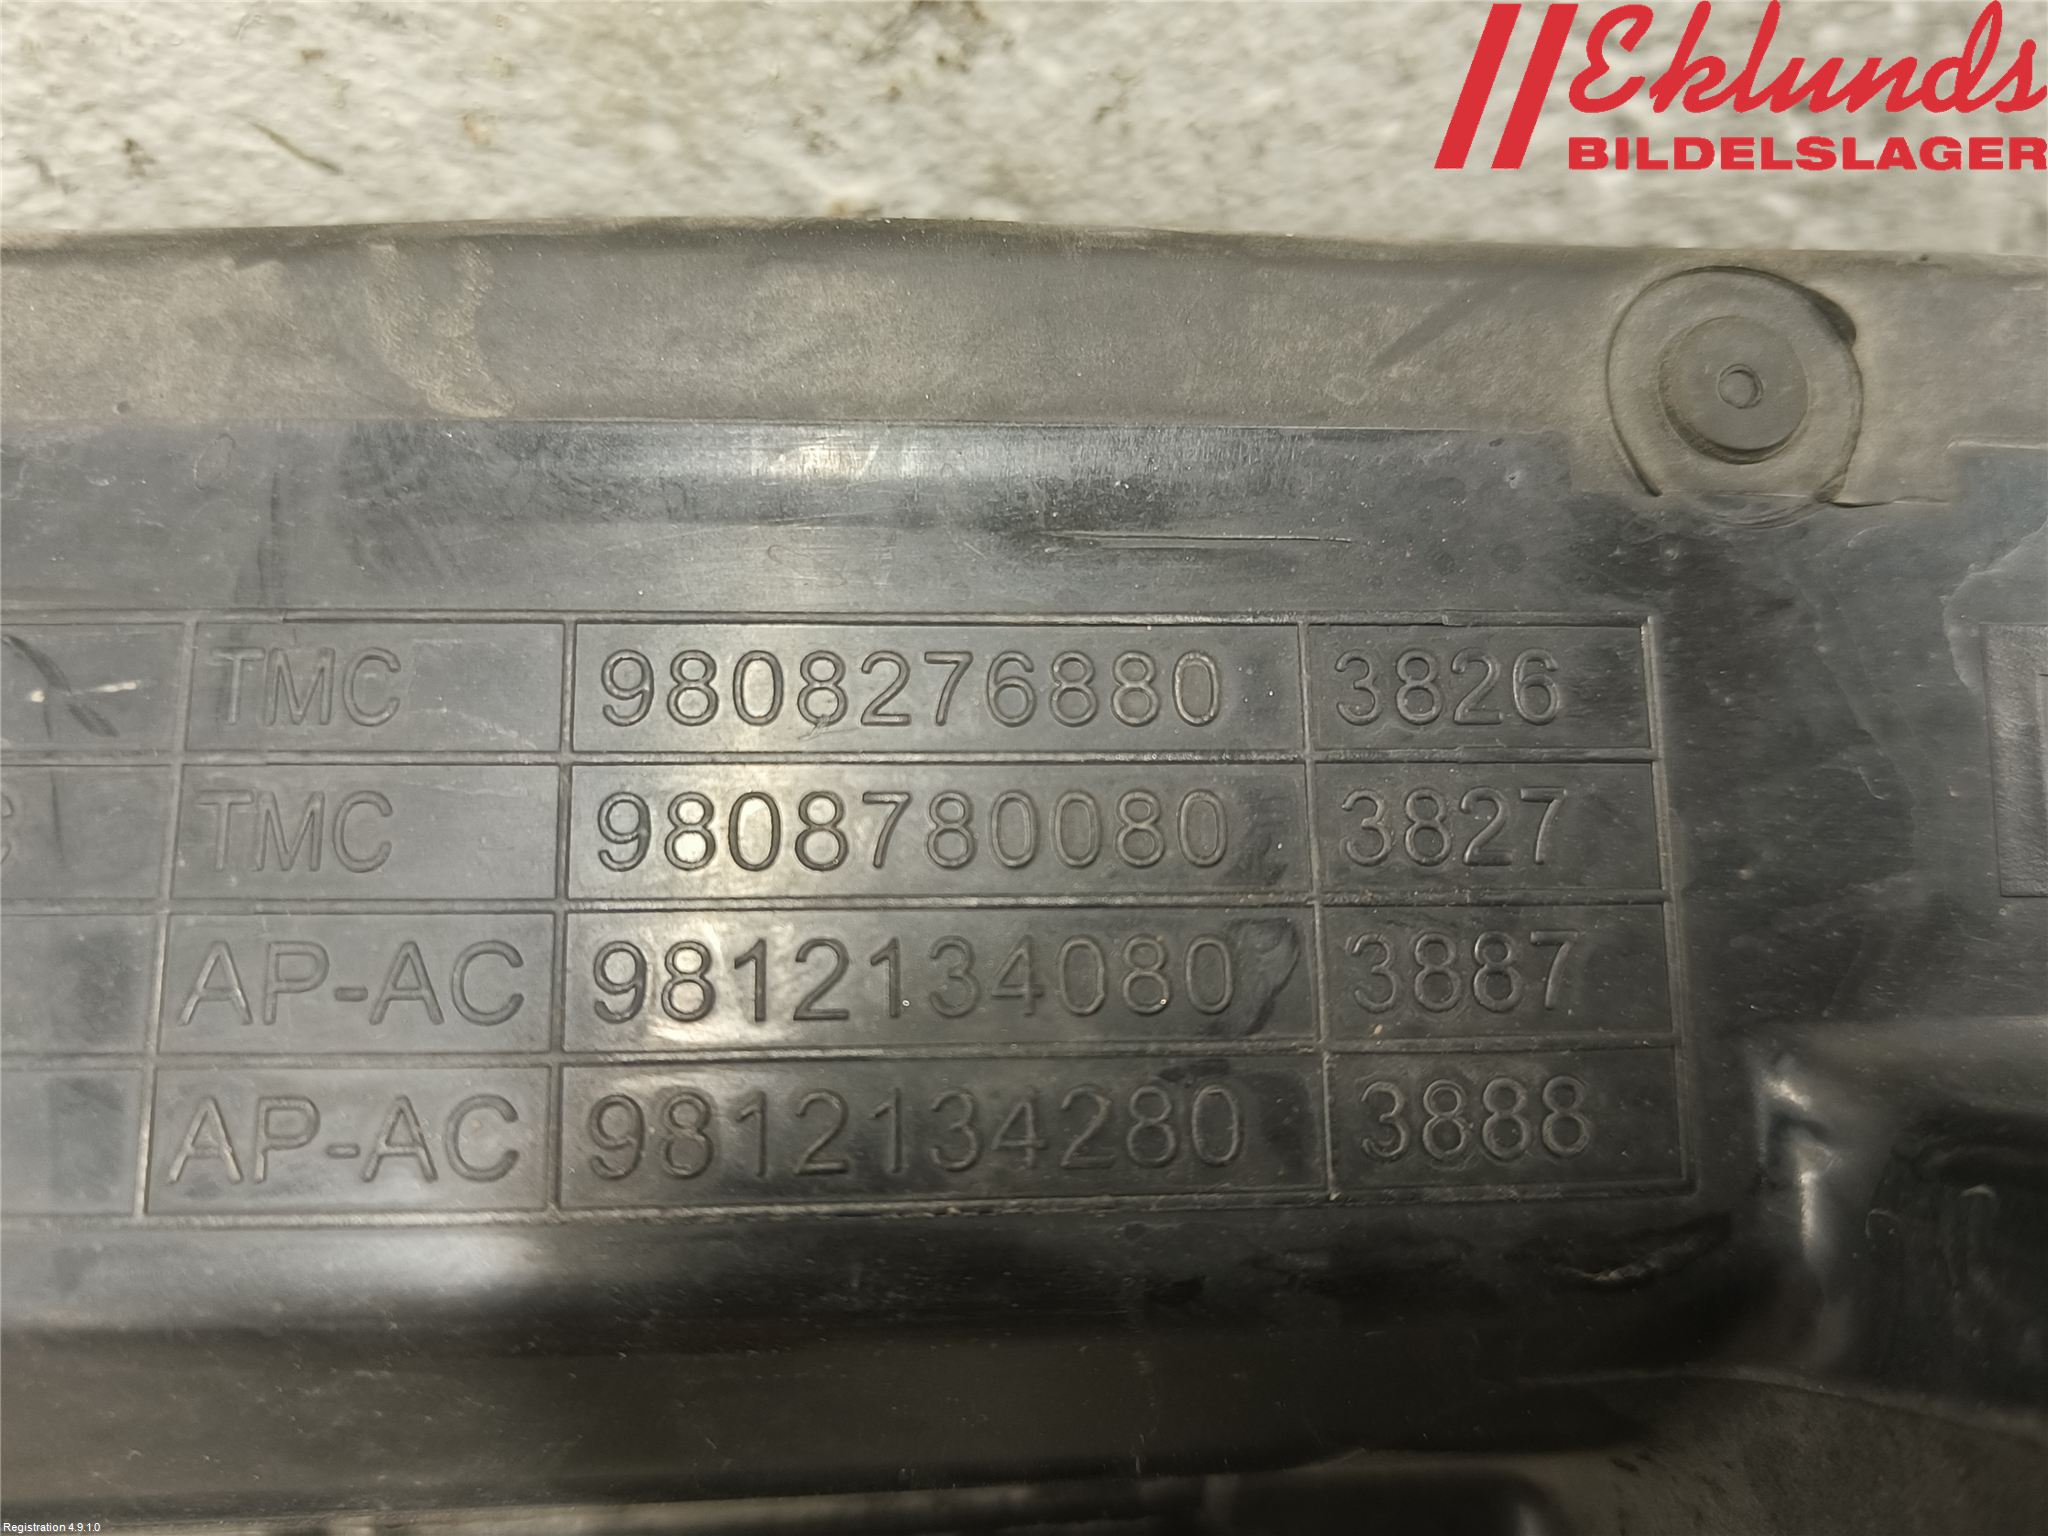 Eklunds
BILDELSLAGER
TMC 9808276880 3826
TMC 9808780080 3827
AP-AC 9812134080 3887
AP-AC 9812134280 3888
Registration 4.9.1.0